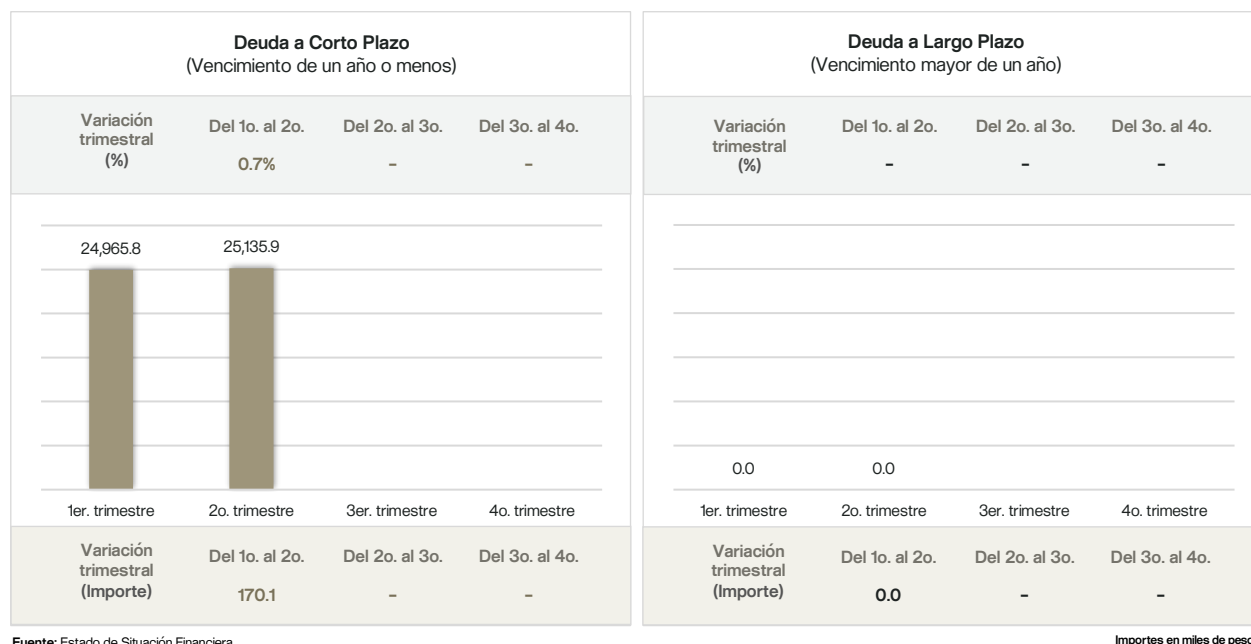 Deuda a Corto Plazo
(Vencimiento de un año o menos)
Variación trimestral (%)
Del 1o. al 2o. Del 2o. al 3o. Del 3o. al 4o.
0.7% – –
24,965.8 25,135.9
1er. trimestre 2o. trimestre 3er. trimestre 4o. trimestre
Variación trimestral (Importe)
Del 1o. al 2o. Del 2o. al 3o. Del 3o. al 4o.
170.1 – –
Deuda a Largo Plazo
(Vencimiento mayor de un año)
Variación trimestral (%)
Del 1o. al 2o. Del 2o. al 3o. Del 3o. al 4o.
– – –
0.0 0.0
1er. trimestre 2o. trimestre 3er. trimestre 4o. trimestre
Variación trimestral (Importe)
Del 1o. al 2o. Del 2o. al 3o. Del 3o. al 4o.
0.0 – –
Fuente: Estado de Situación Financiera
Importes en miles de peso